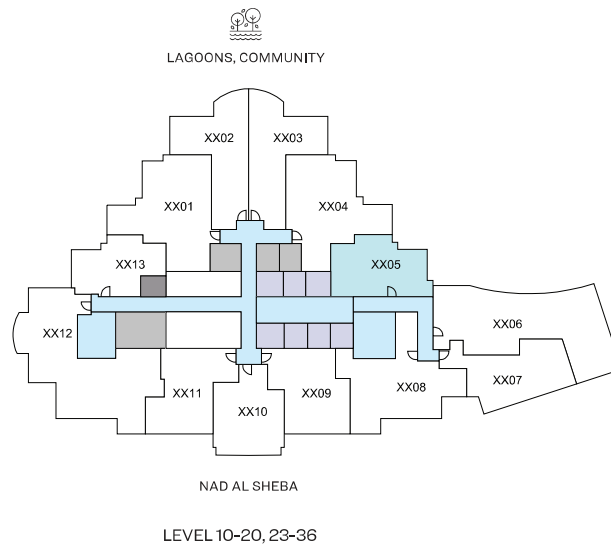 LAGOONS, COMMUNITY
XX02
XX03
XX01
XX04
XX13
XX05
XX12
XX06
XX11
XX10
XX09
XX08
XX07
NAD AL SHEBA
LEVEL 10-20, 23-36